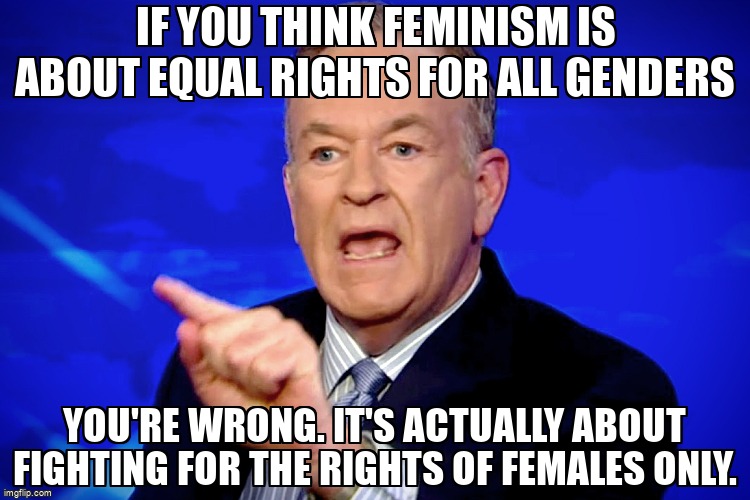 IF YOU THINK FEMINISM IS
ABOUT EQUAL RIGHTS FOR ALL GENDERS
YOU'RE WRONG. IT'S ACTUALLY ABOUT
FIGHTING FOR THE RIGHTS OF FEMALES ONLY.
imgflip.com